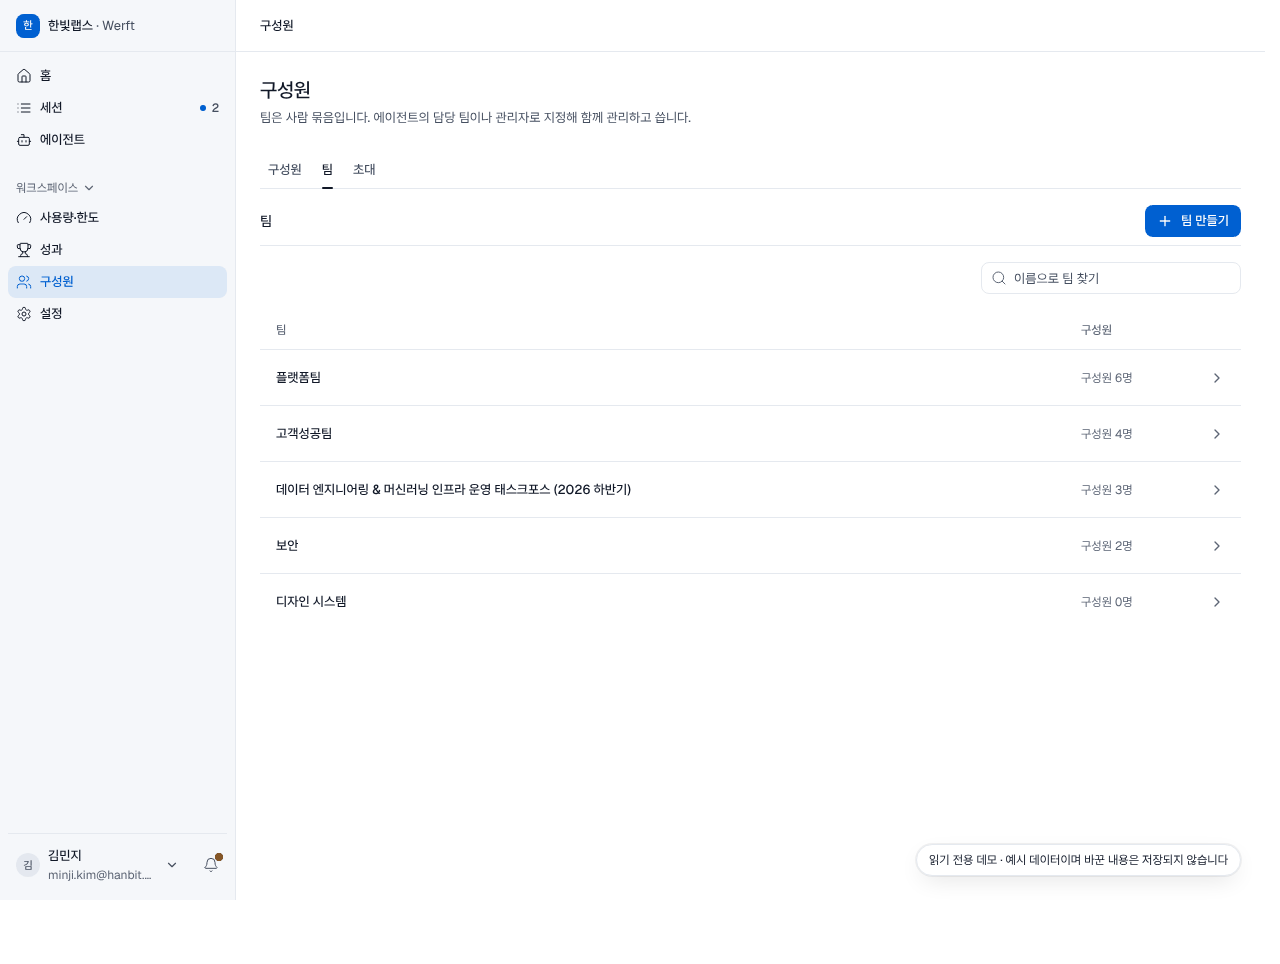 한 한빛랩스 · Werft
구성원
홈
세션 2
에이전트
워크스페이스
사용량·한도
성과
구성원
설정
구성원
팀은 사람 묶음입니다. 에이전트의 담당 팀이나 관리자로 지정해 함께 관리하고 씁니다.
구성원 팀 초대
팀
팀 만들기
이름으로 팀 찾기
팀 구성원
플랫폼팀 구성원 6명
고객성공팀 구성원 4명
데이터 엔지니어링 & 머신러닝 인프라 운영 태스크포스 (2026 하반기) 구성원 3명
보안 구성원 2명
디자인 시스템 구성원 0명
김 김민지
minji.kim@hanbit.…
읽기 전용 데모 · 예시 데이터이며 바꾼 내용은 저장되지 않습니다